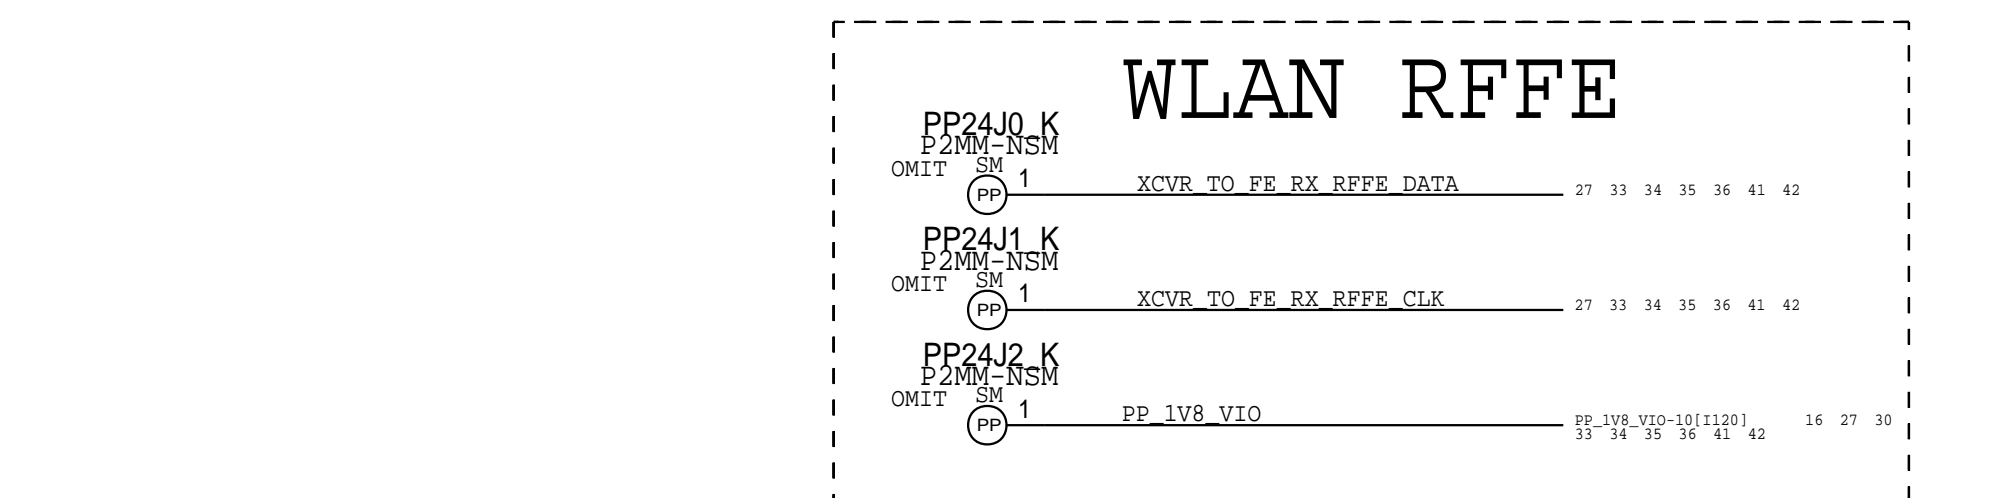 WLAN RFFE
PP24J0_K
P2MM-NSM
OMIT SM
PP 1 XCVR_TO_FE_RX_RFFE_DATA 27 33 34 35 36 41 42
PP24J1_K
P2MM-NSM
OMIT SM
PP 1 XCVR_TO_FE_RX_RFFE_CLK 27 33 34 35 36 41 42
PP24J2_K
P2MM-NSM
OMIT SM
PP 1 PP_1V8_VIO PP_1V8_VIO-10[I120] 16 27 30
33 34 35 36 41 42